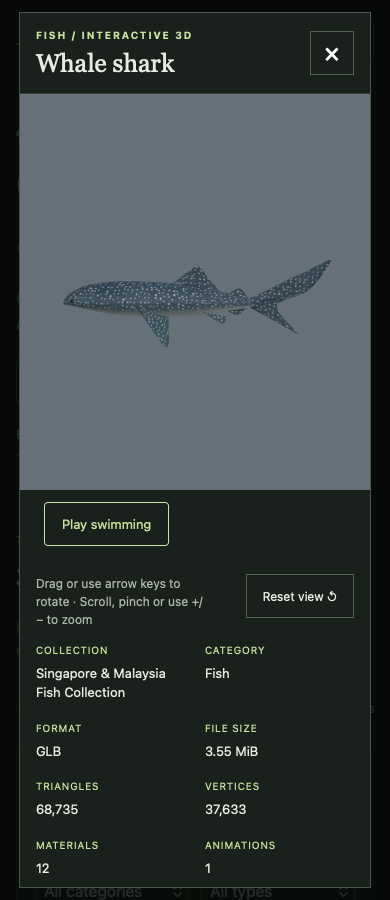 FISH / INTERACTIVE 3D
Whale shark
×
Play swimming
Drag or use arrow keys to
rotate · Scroll, pinch or use +/
− to zoom
Reset view ↺
COLLECTION
Singapore & Malaysia
Fish Collection
CATEGORY
Fish
FORMAT
GLB
FILE SIZE
3.55 MiB
TRIANGLES
68,735
VERTICES
37,633
MATERIALS
12
ANIMATIONS
1
All categories
All types